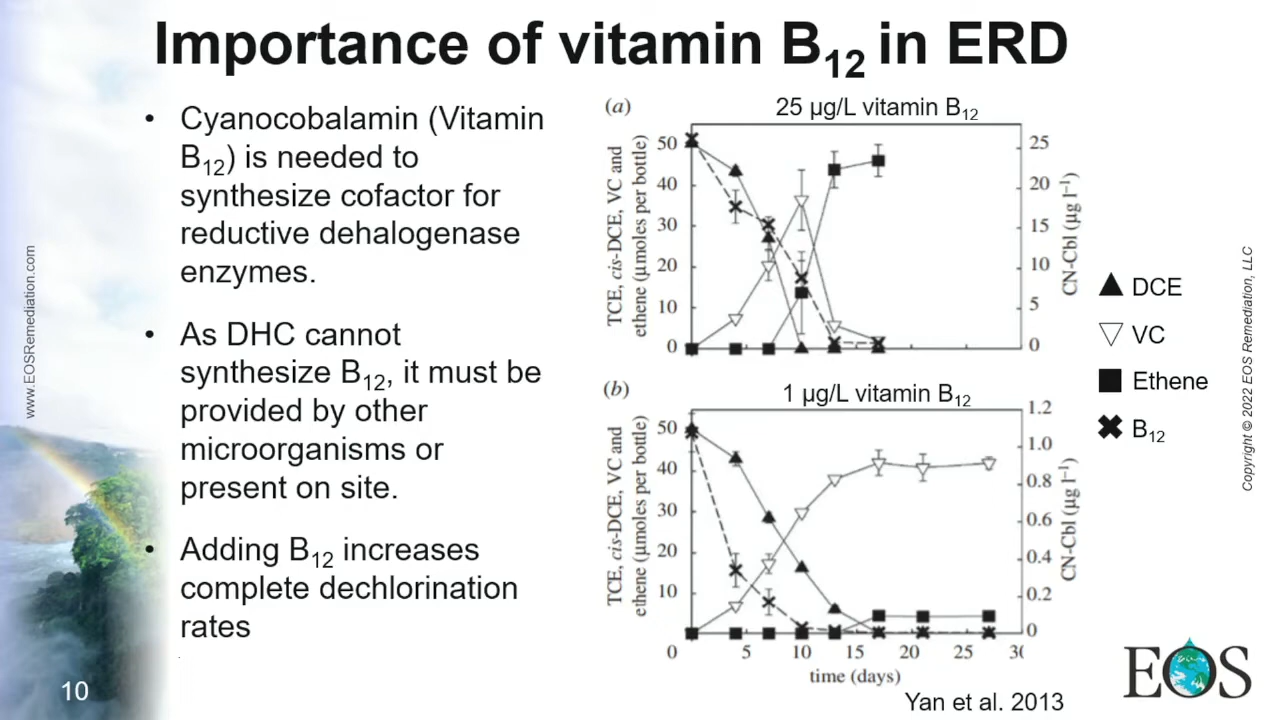 Importance of vitamin B₁₂ in ERD
• Cyanocobalamin (Vitamin
B₁₂) is needed to
synthesize cofactor for
reductive dehalogenase
enzymes.
• As DHC cannot
synthesize B₁₂, it must be
provided by other
microorganisms or
present on site.
• Adding B₁₂ increases
complete dechlorination
rates
(a)
25 µg/L vitamin B₁₂
TCE, cis-DCE, VC and
ethene (µmoles per bottle)
50
40
30
20
10
0
25
20
15
10
5
0
CN-Cbl (µg l⁻¹)
(b)
1 µg/L vitamin B₁₂
TCE, cis-DCE, VC and
ethene (µmoles per bottle)
50
40
30
20
10
1.2
1.0
0.8
0.6
0.4
0.2
0
CN-Cbl (µg l⁻¹)
0 5 10 15 20 25
time (days)
Yan et al. 2013
DCE
VC
Ethene
B₁₂
www.EOSRemediation.com
Copyright © 2022 EOS Remediation, LLC
10
EOS